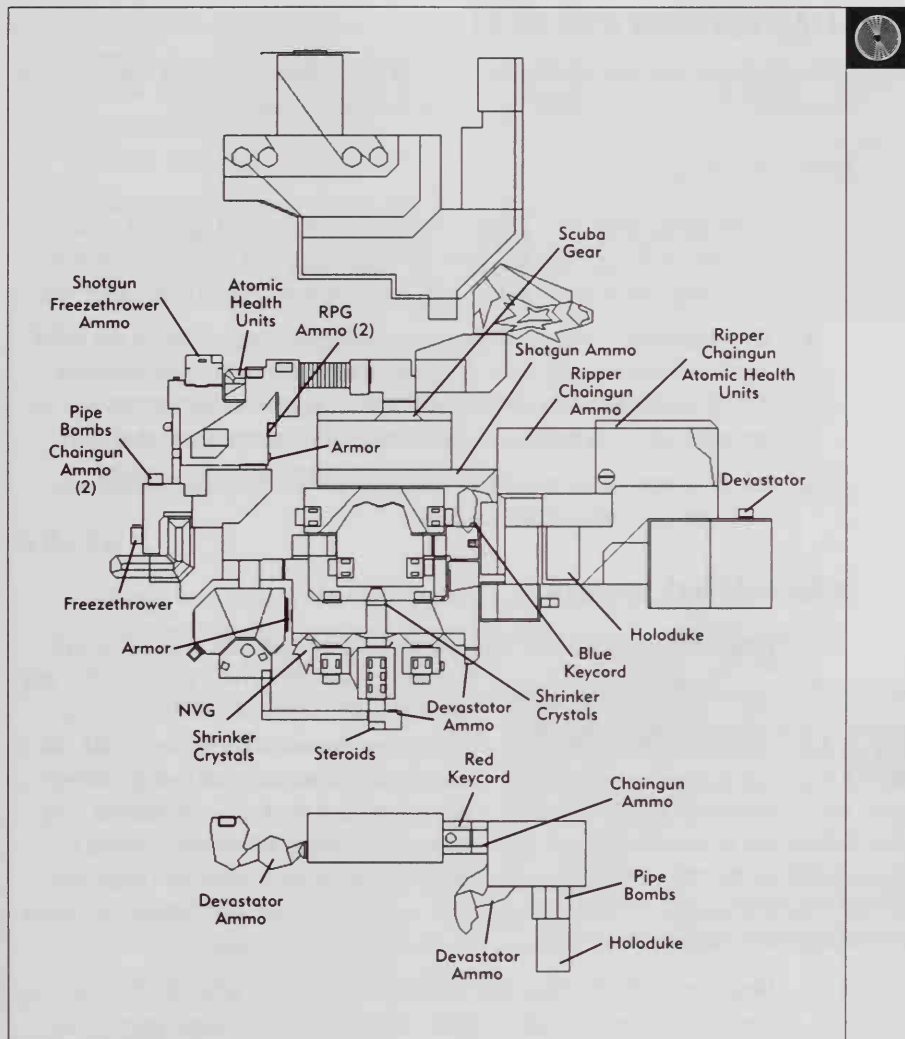 Scuba
Gear
Shotgun
Freezethrower
Ammo
Atomic
Health
Units
RPG
Ammo (2)
Shotgun Ammo
Ripper
Chaingun
Ammo
Ripper
Chaingun
Atomic Health
Units
Pipe
Bombs
Chaingun
Ammo
(2)
Armor
Devastator
Freezethrower
Armor
Holoduke
Blue
Keycord
NVG
Shrinker
Crystals
Steroids
Devastator
Ammo
Shrinker
Crystals
Red
Keycard
Chaingun
Ammo
Devastator
Ammo
Pipe
Bombs
Devastator
Ammo
Holoduke